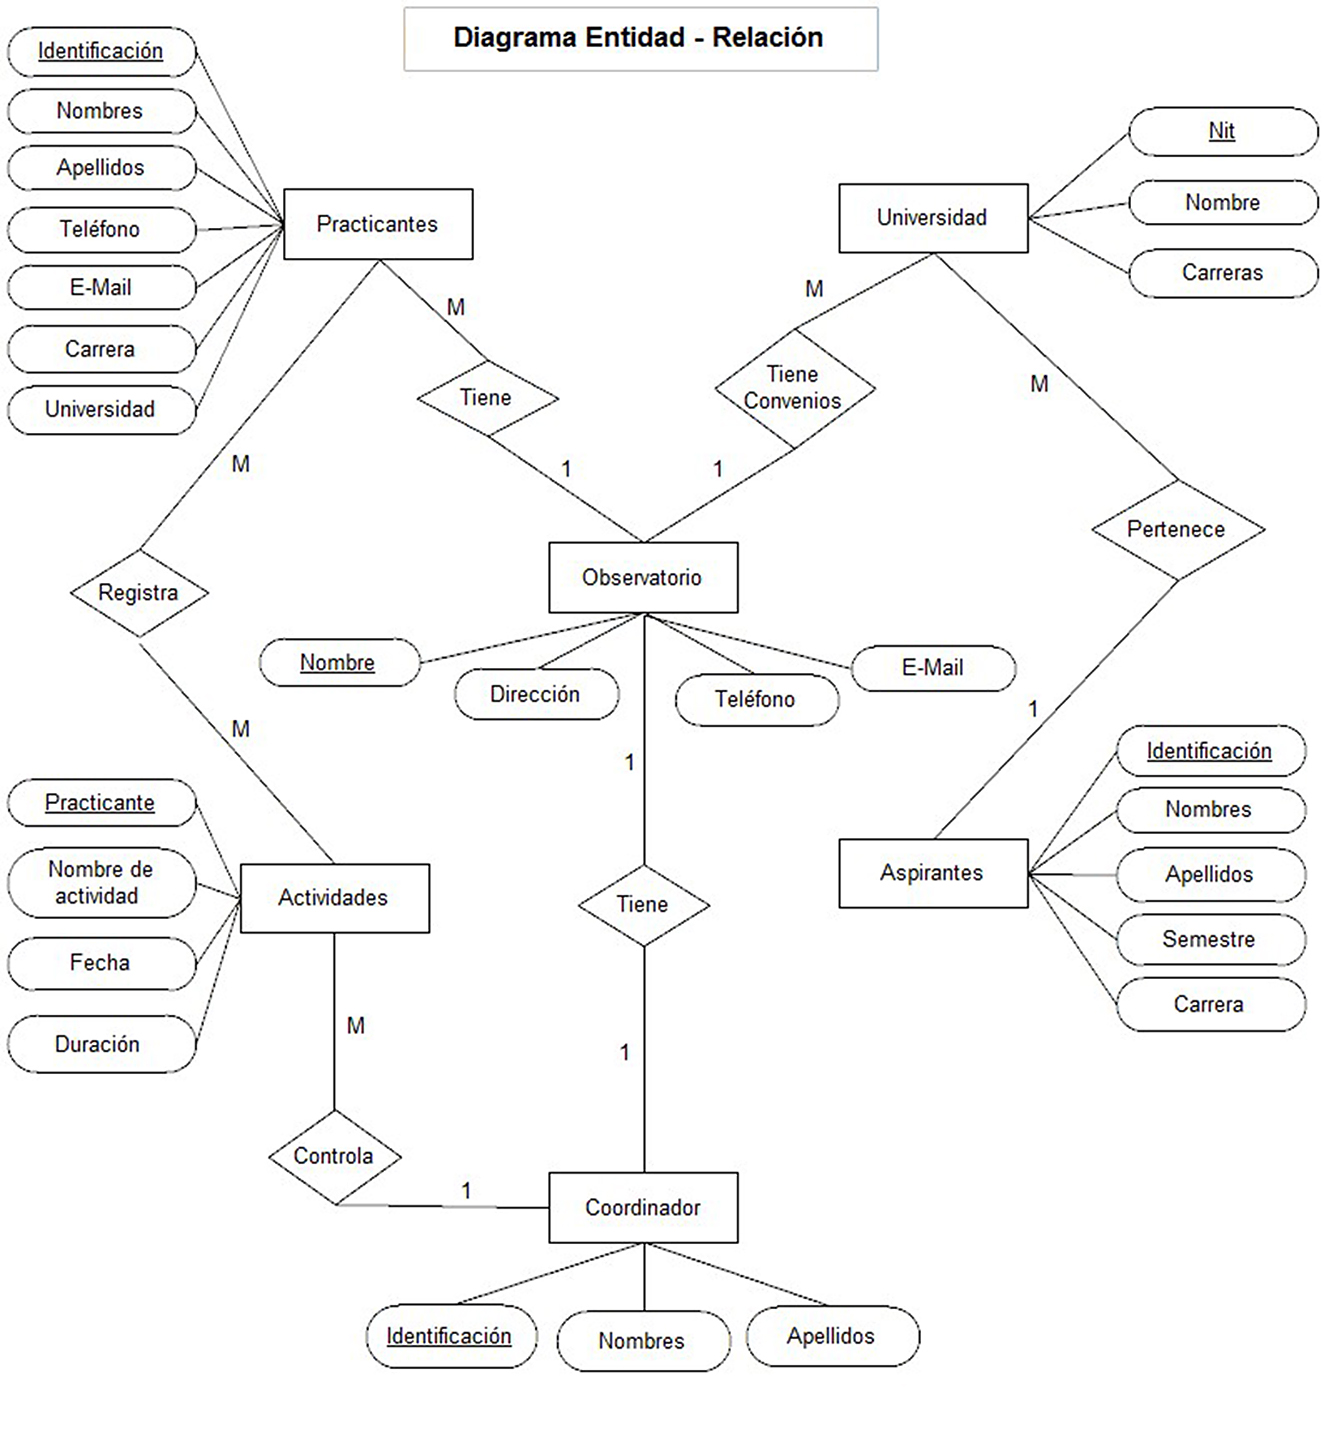 Diagrama Entidad - Relación
Identificación
Nombres
Apellidos
Teléfono
E-Mail
Carrera
Universidad
Practicantes
Universidad
Nit
Nombre
Carreras
M
M
Tiene
Tiene
Convenios
M
M
1
1
Pertenece
Registra
Observatorio
Nombre
Dirección
Teléfono
E-Mail
M
1
1
Practicante
Nombre de
actividad
Fecha
Duración
Actividades
Tiene
Aspirantes
Identificación
Nombres
Apellidos
Semestre
Carrera
M
1
Controla
1
Coordinador
Identificación
Nombres
Apellidos